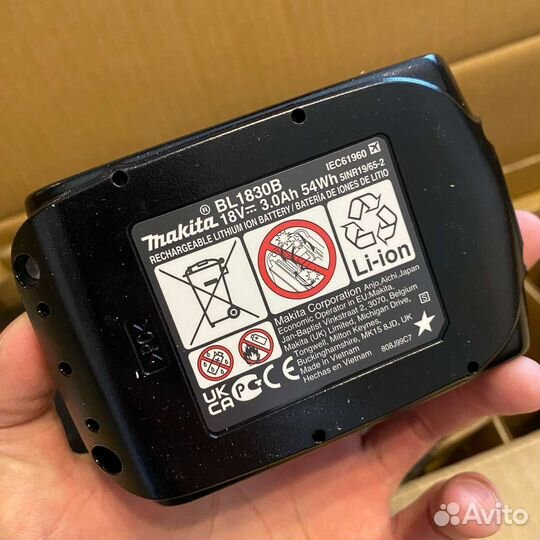 makita® BL1830B IEC61960
18V⎓ 3.0Ah 54Wh 5INR19/65-2
RECHARGEABLE LITHIUM ION BATTERY / BATERÍA DE IONES DE LITIO
Li-ion
Makita Corporation Anjo, Aichi, Japan
Economic Operator in EU: Makita,
Jan-Baptist Vinkstraat 2, 3070, Belgium
Makita (UK) Limited, Michigan Drive,
Tongwell, Milton Keynes,
Buckinghamshire, MK15 8JD, UK
Made in Vietnam
Hechas en Vietnam
808J99C7
S
UK
CA
CE
Avito